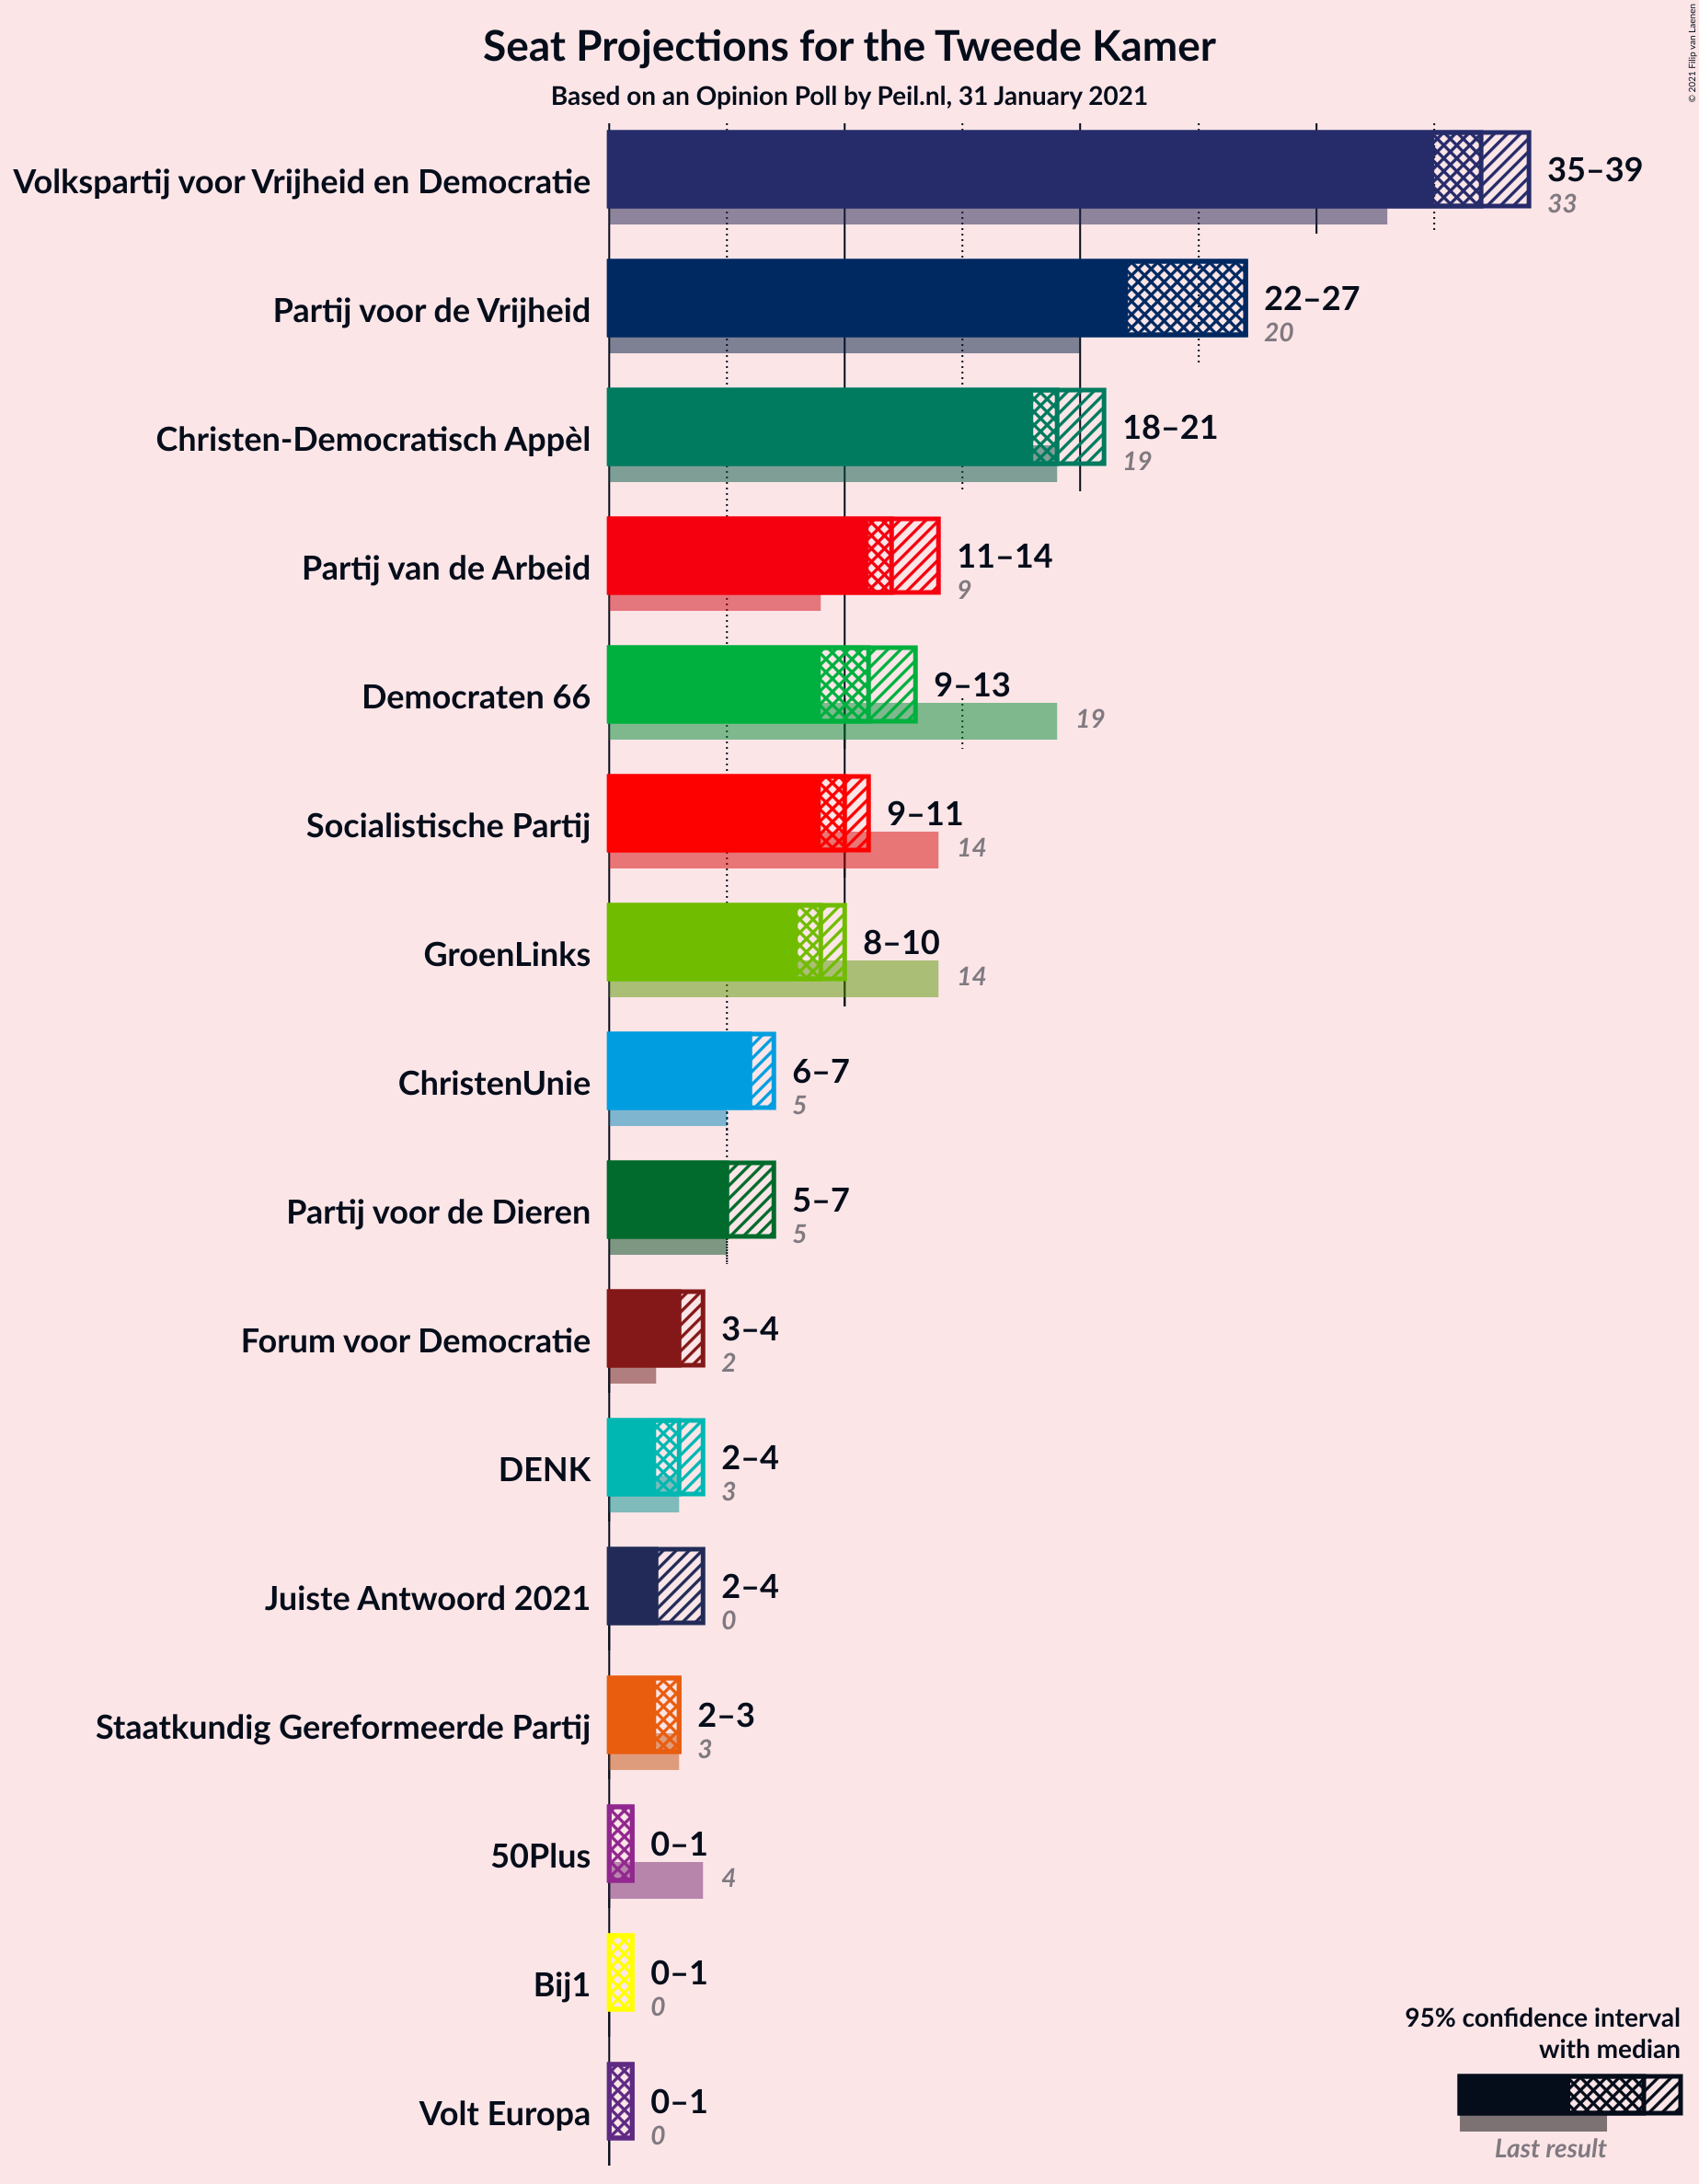 Seat Projections for the Tweede Kamer
Based on an Opinion Poll by Peil.nl, 31 January 2021
© 2021 Filip van Laenen
Volkspartij voor Vrijheid en Democratie
35–39
33
Partij voor de Vrijheid
22–27
20
Christen-Democratisch Appèl
18–21
19
Partij van de Arbeid
11–14
9
Democraten 66
9–13
19
Socialistische Partij
9–11
14
GroenLinks
8–10
14
ChristenUnie
6–7
5
Partij voor de Dieren
5–7
5
Forum voor Democratie
3–4
2
DENK
2–4
3
Juiste Antwoord 2021
2–4
0
Staatkundig Gereformeerde Partij
2–3
3
50Plus
0–1
4
Bij1
0–1
0
Volt Europa
0–1
0
95% confidence interval
with median
Last result